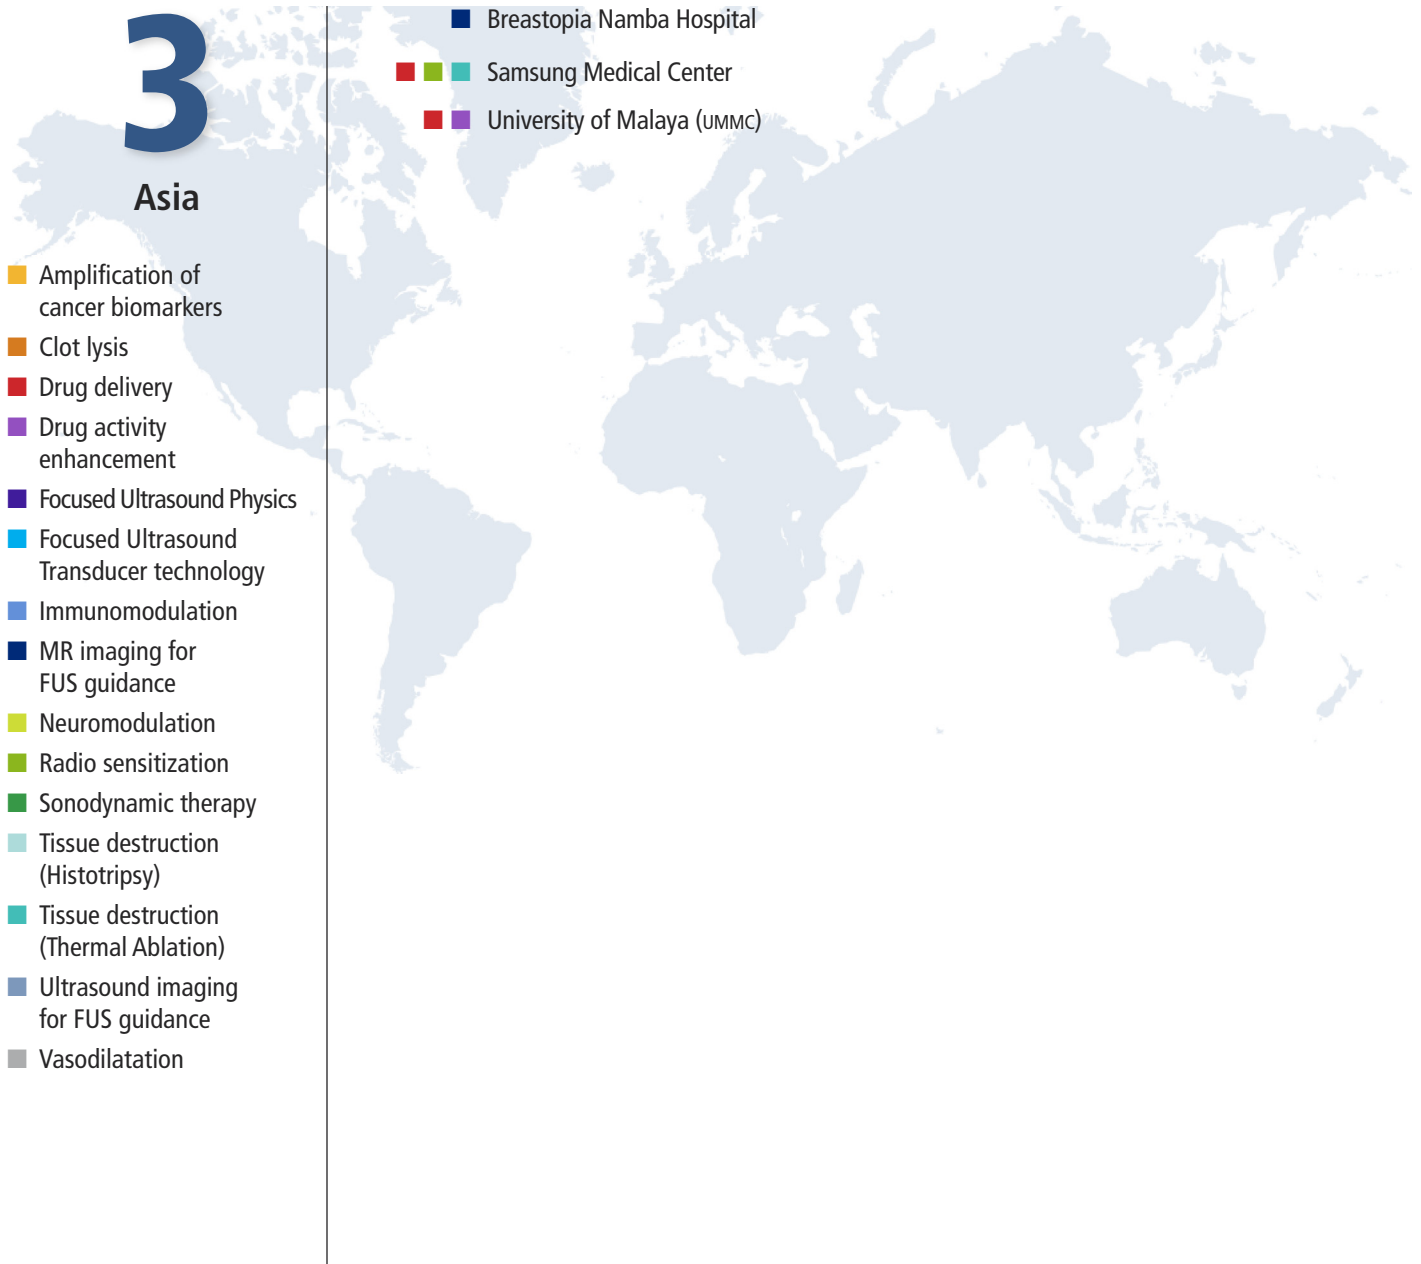 3
Asia
Amplification of
cancer biomarkers
Clot lysis
Drug delivery
Drug activity
enhancement
Focused Ultrasound Physics
Focused Ultrasound
Transducer technology
Immunomodulation
MR imaging for
FUS guidance
Neuromodulation
Radio sensitization
Sonodynamic therapy
Tissue destruction
(Histotripsy)
Tissue destruction
(Thermal Ablation)
Ultrasound imaging
for FUS guidance
Vasodilatation
Breastopia Namba Hospital
Samsung Medical Center
University of Malaya (UMMC)